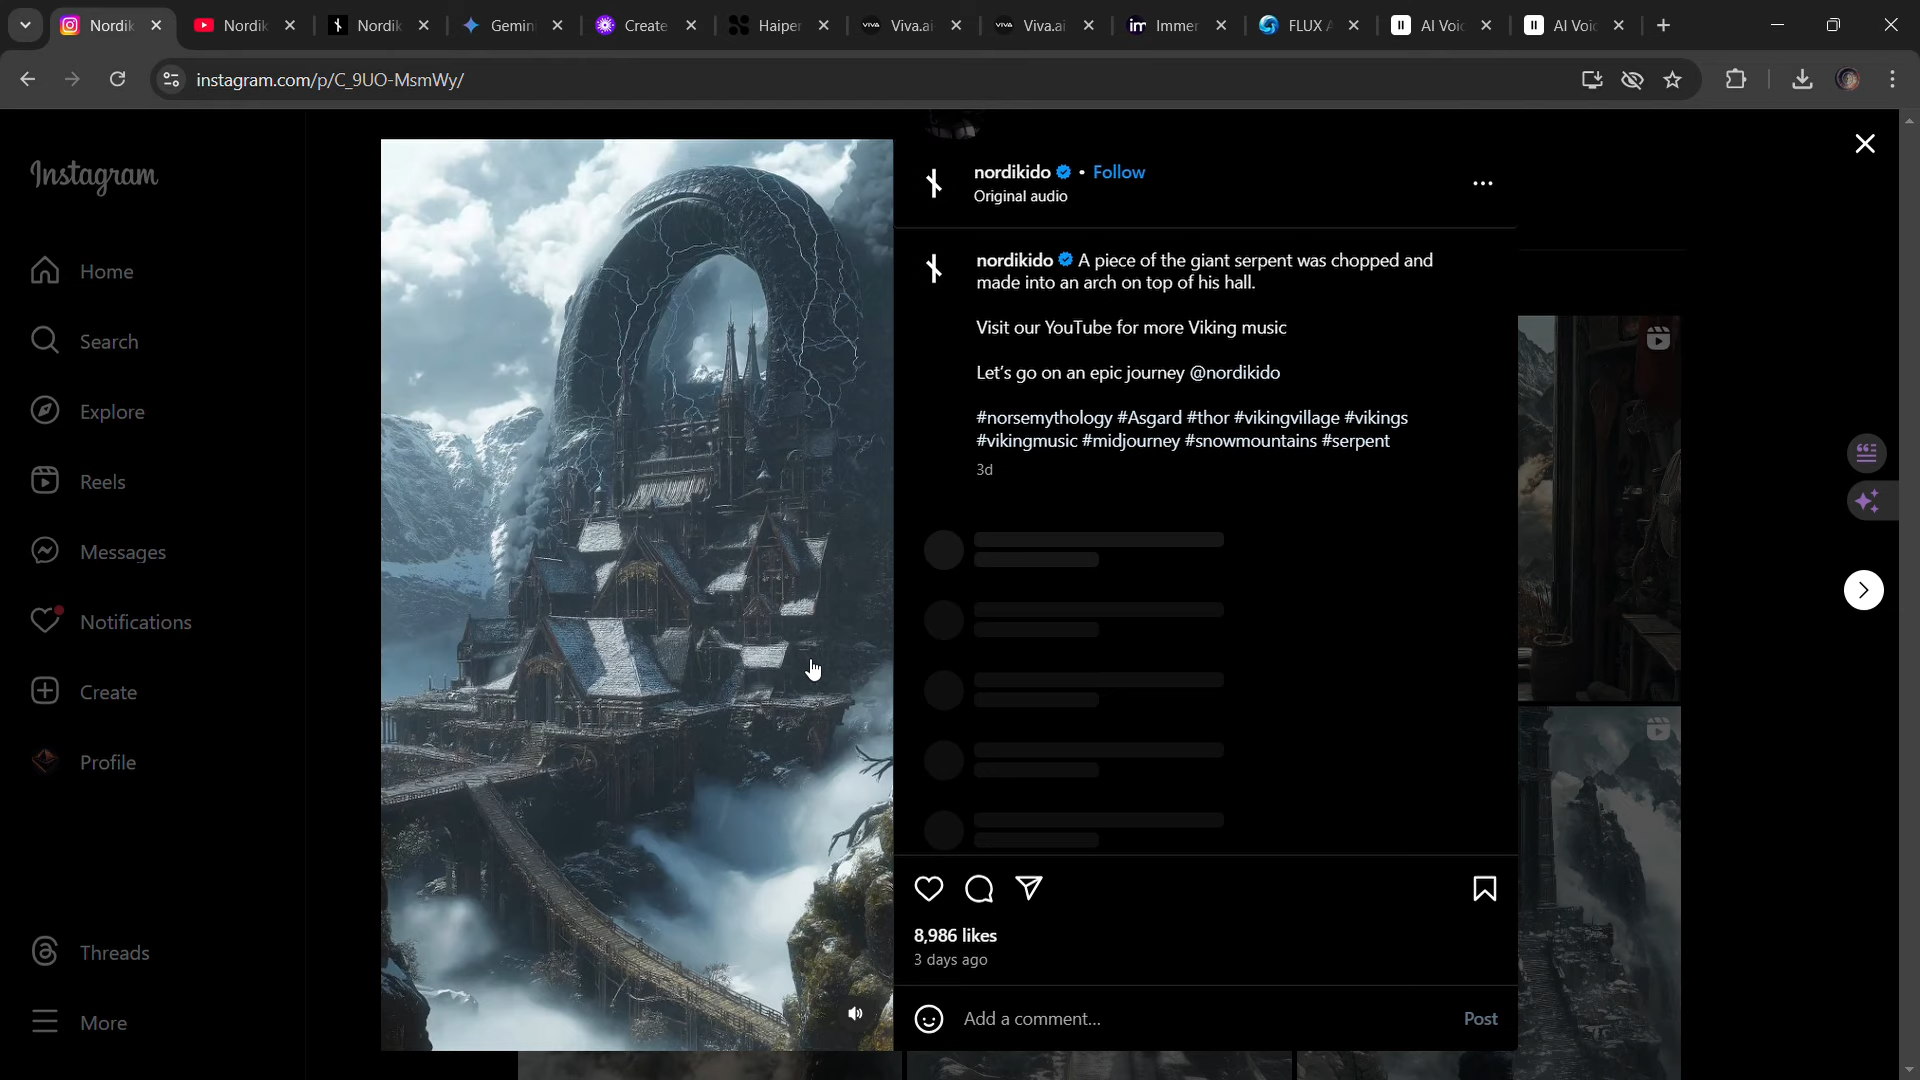 Nordik
Nordik
Nordik
Gemin
Create
Haiper
Viva.ai
Viva.ai
Immer
FLUX A
AI Voic
AI Voic
instagram.com/p/C_9UO-MsmWy/
Instagram
Home
Search
Explore
Reels
Messages
Notifications
Create
Profile
Threads
More
nordikido • Follow
Original audio
nordikido A piece of the giant serpent was chopped and
made into an arch on top of his hall.
Visit our YouTube for more Viking music
Let's go on an epic journey @nordikido
#norsemythology #Asgard #thor #vikingvillage #vikings
#vikingmusic #midjourney #snowmountains #serpent
3d
8,986 likes
3 days ago
Add a comment...
Post